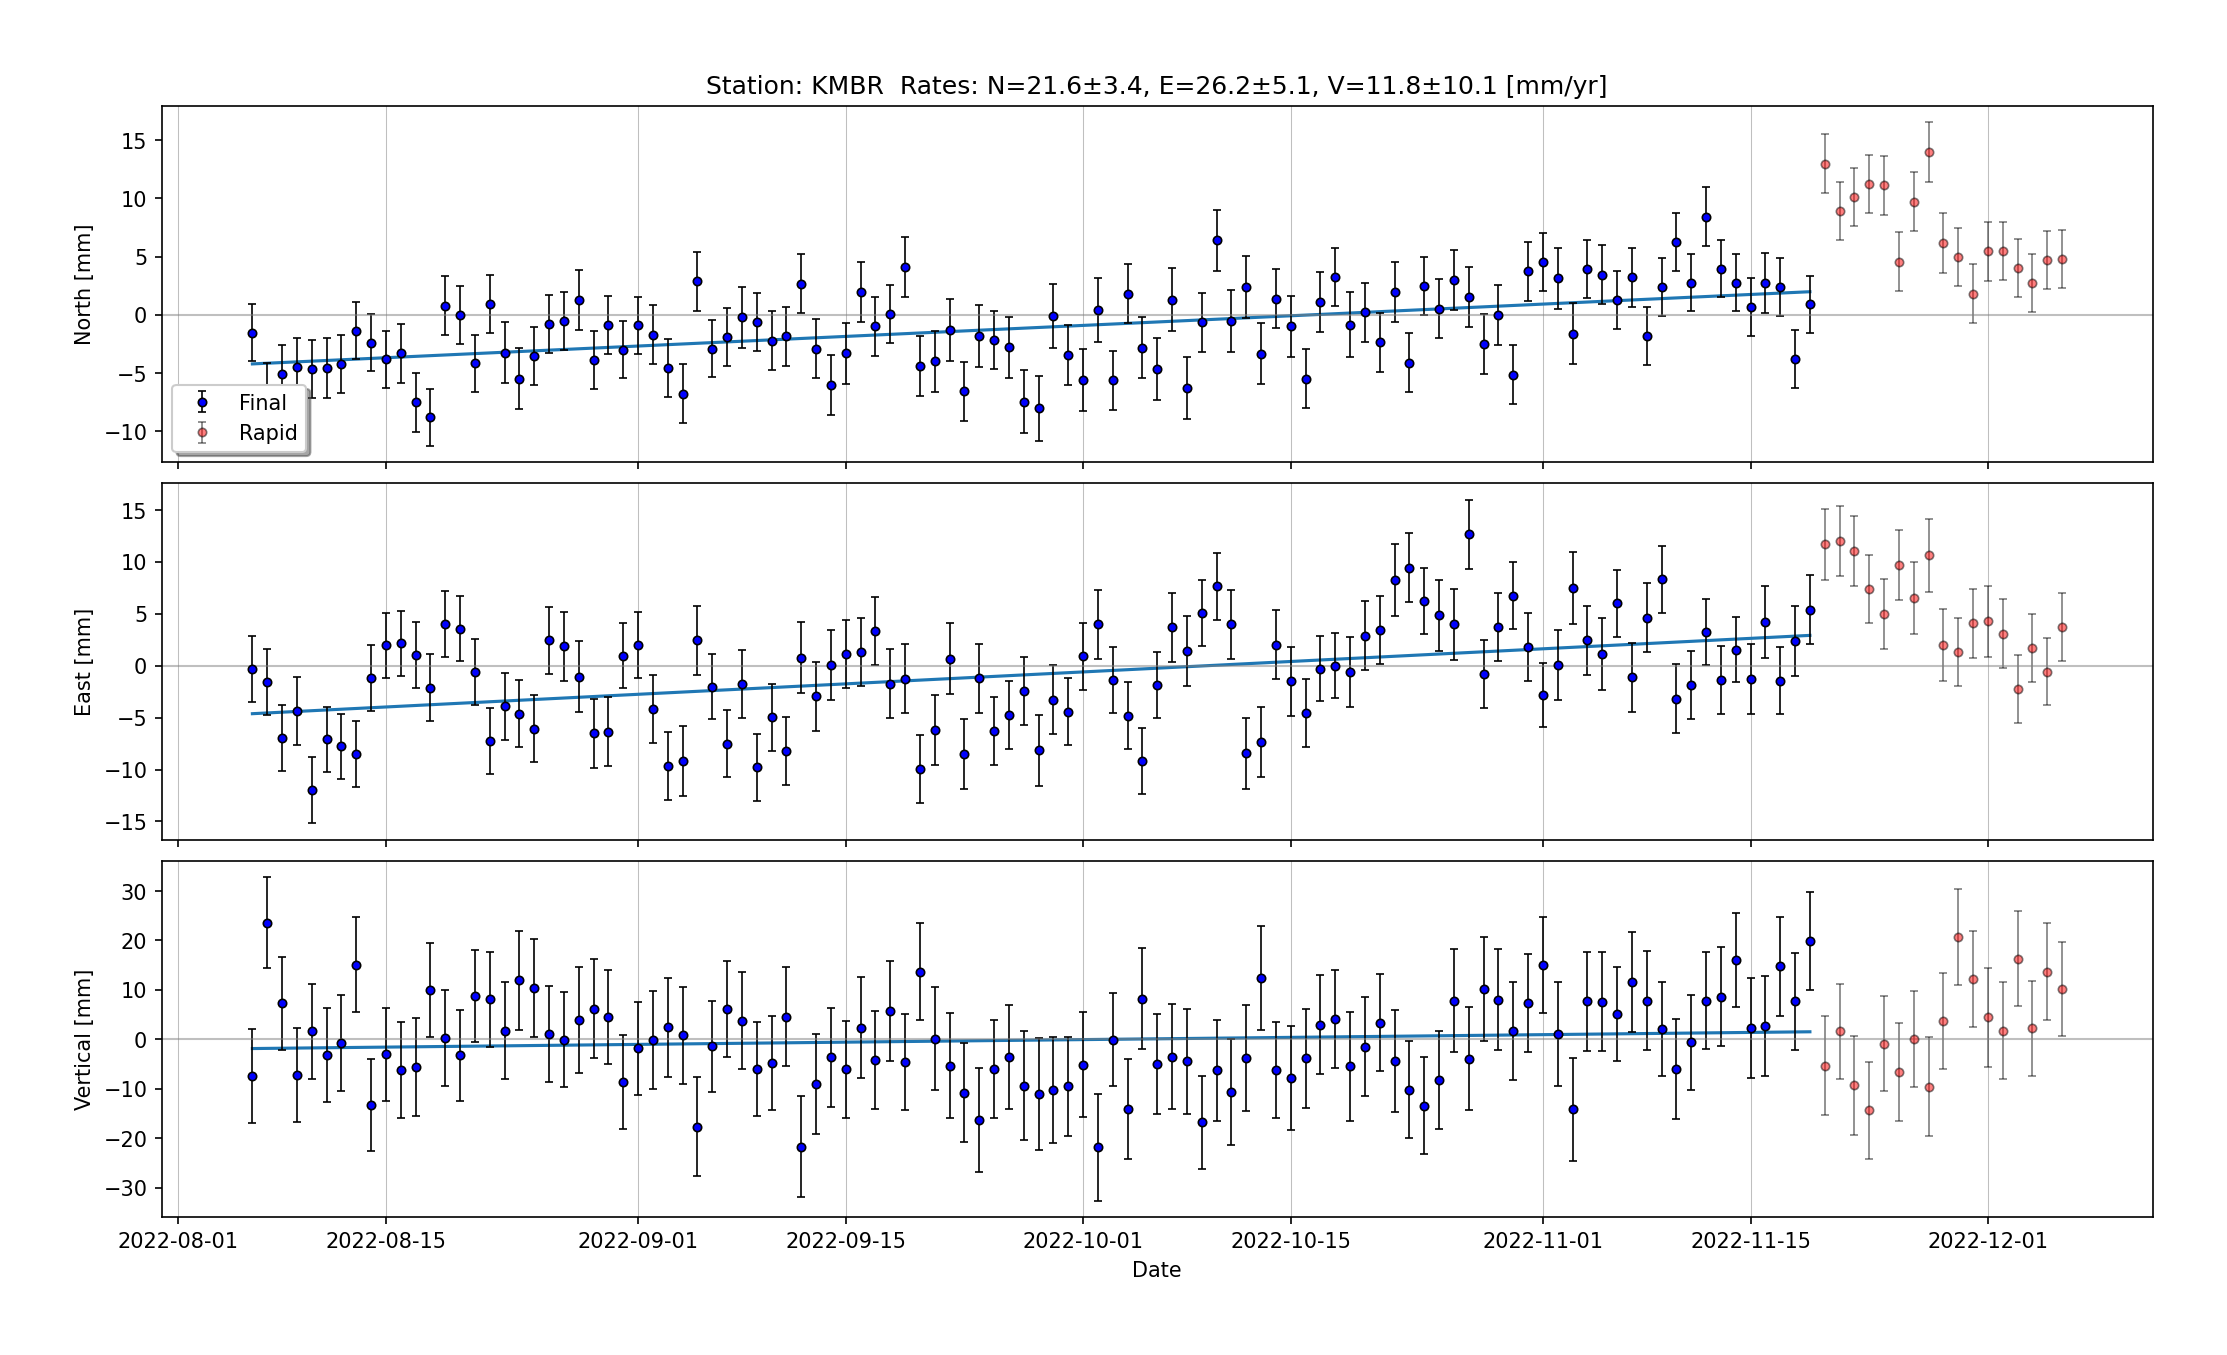 Station: KMBR  Rates: N=21.6±3.4, E=26.2±5.1, V=11.8±10.1 [mm/yr]
North [mm]
15
10
5
0
−5
−10
Final
Rapid
East [mm]
15
10
5
0
−5
−10
−15
Vertical [mm]
30
20
10
0
−10
−20
−30
2022-08-01 2022-08-15 2022-09-01 2022-09-15 2022-10-01 2022-10-15 2022-11-01 2022-11-15 2022-12-01
Date